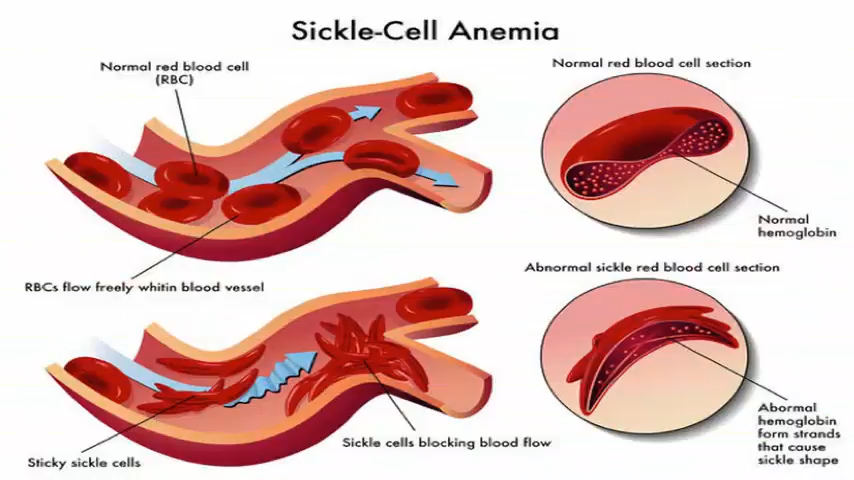 Sickle-Cell Anemia
Normal red blood cell
(RBC)
Normal red blood cell section
Normal
hemoglobin
RBCs flow freely whitin blood vessel
Abnormal sickle red blood cell section
Sticky sickle cells
Sickle cells blocking blood flow
Abormal
hemoglobin
form strands
that cause
sickle shape